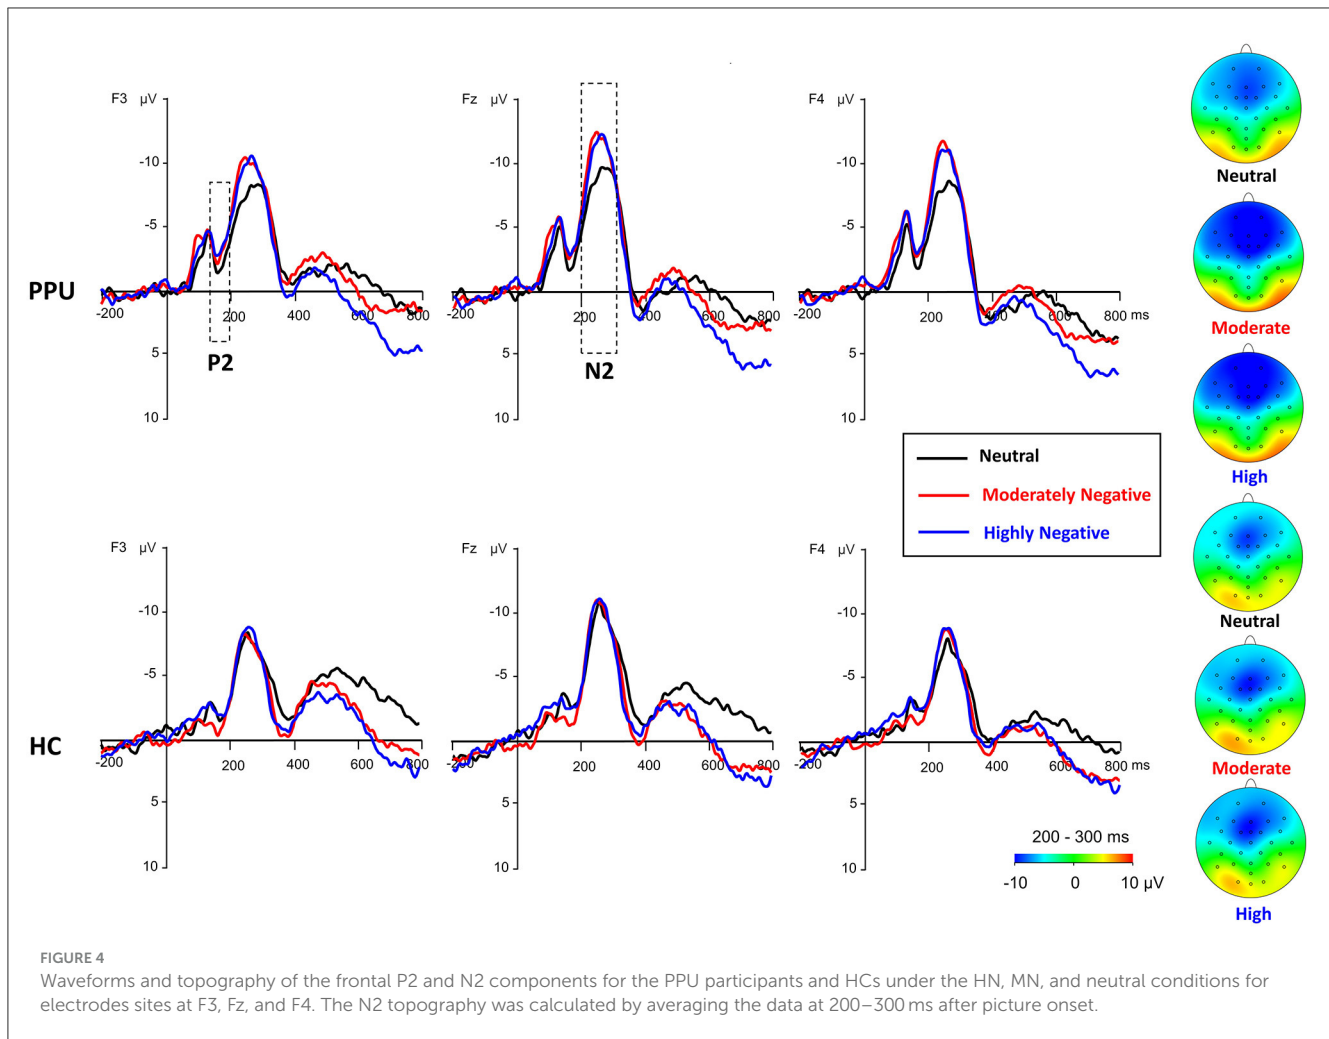 F3 µV
-10
-5
5
10
-200 200 400 600 800
P2
Fz µV
-10
-5
5
10
-200 200 400 600 800
N2
F4 µV
-10
-5
5
10
-200 200 400 600 800 ms
PPU
Neutral
Moderate
High
Neutral
Moderately Negative
Highly Negative
F3 µV
-10
-5
5
10
-200 200 400 600 800
Fz µV
-10
-5
5
10
-200 200 400 600 800
F4 µV
-10
-5
5
10
-200 200 400 600 800 ms
HC
Neutral
Moderate
High
200 - 300 ms
-10 0 10 µV
FIGURE 4
Waveforms and topography of the frontal P2 and N2 components for the PPU participants and HCs under the HN, MN, and neutral conditions for
electrodes sites at F3, Fz, and F4. The N2 topography was calculated by averaging the data at 200–300 ms after picture onset.